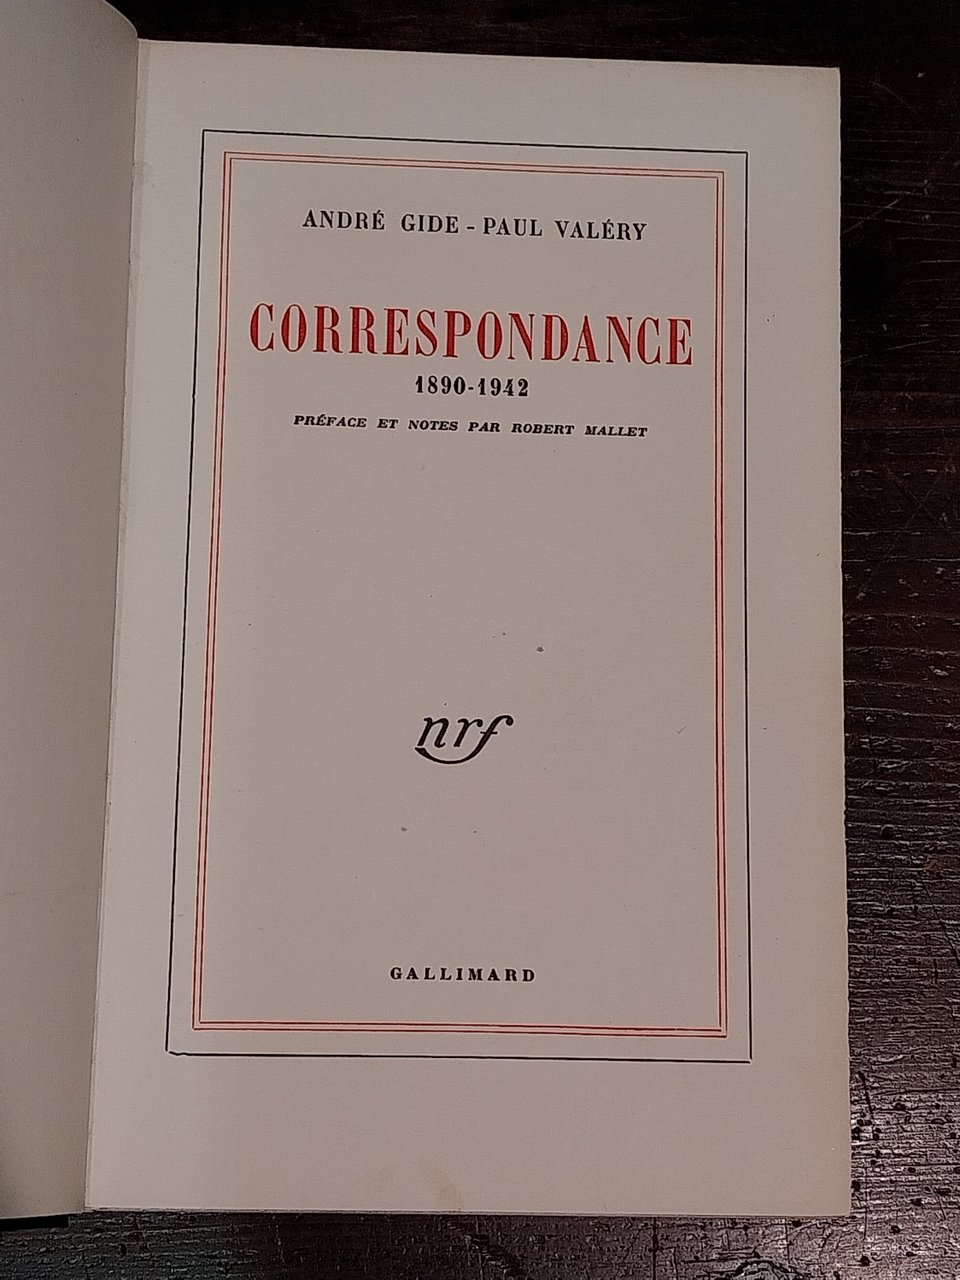 ANDRÉ GIDE - PAUL VALÉRY
CORRESPONDANCE
1890-1942
PRÉFACE ET NOTES PAR ROBERT MALLET
nrf
GALLIMARD